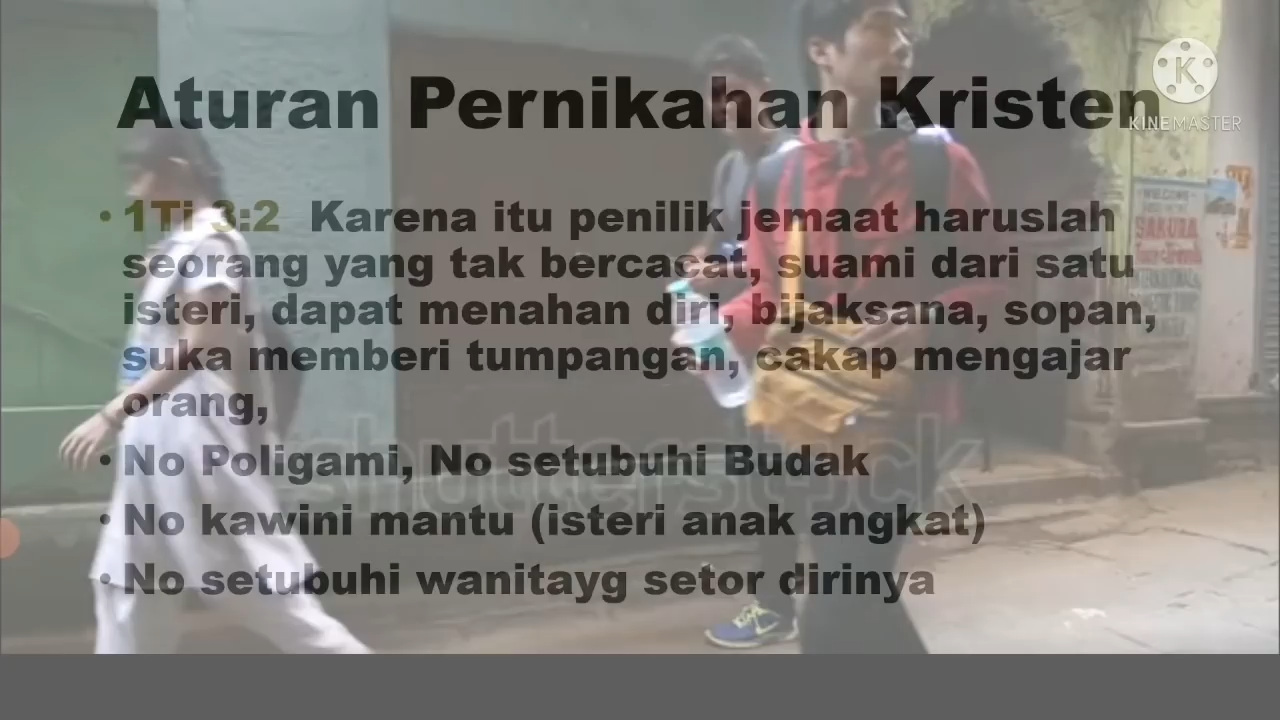 Aturan Pernikahan Kristen
K
KINEMASTER
• 1Ti 3:2 Karena itu penilik jemaat haruslah
seorang yang tak bercacat, suami dari satu
isteri, dapat menahan diri, bijaksana, sopan,
suka memberi tumpangan, cakap mengajar
orang,
• No Poligami, No setubuhi Budak
• No kawini mantu (isteri anak angkat)
• No setubuhi wanitayg setor dirinya
shutterstock
WELCOME
SAKURA